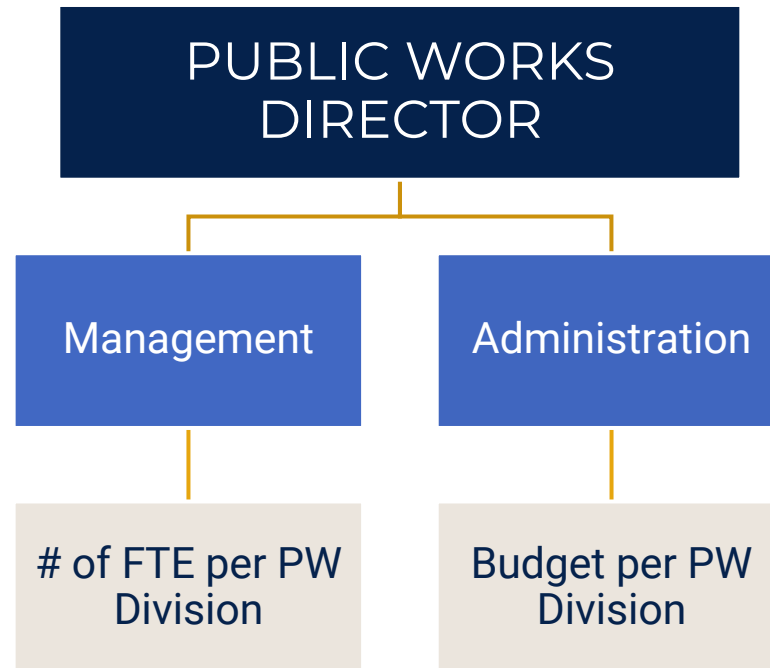 PUBLIC WORKS
DIRECTOR
Management
Administration
# of FTE per PW
Division
Budget per PW
Division